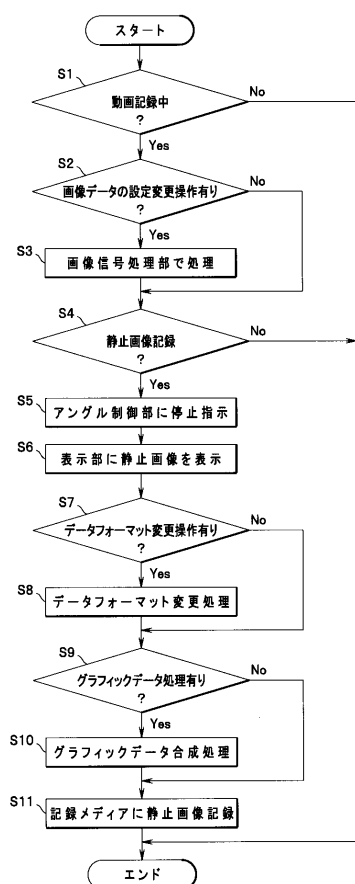 スタート
S1
動画記録中
?
No
Yes
S2
画像データの設定変更操作有り
?
No
Yes
S3
画像信号処理部で処理
S4
静止画像記録
?
No
Yes
S5
アングル制御部に停止指示
S6
表示部に静止画像を表示
S7
データフォーマット変更操作有り
?
No
Yes
S8
データフォーマット変更処理
S9
グラフィックデータ処理有り
?
No
Yes
S10
グラフィックデータ合成処理
S11
記録メディアに静止画像記録
エンド